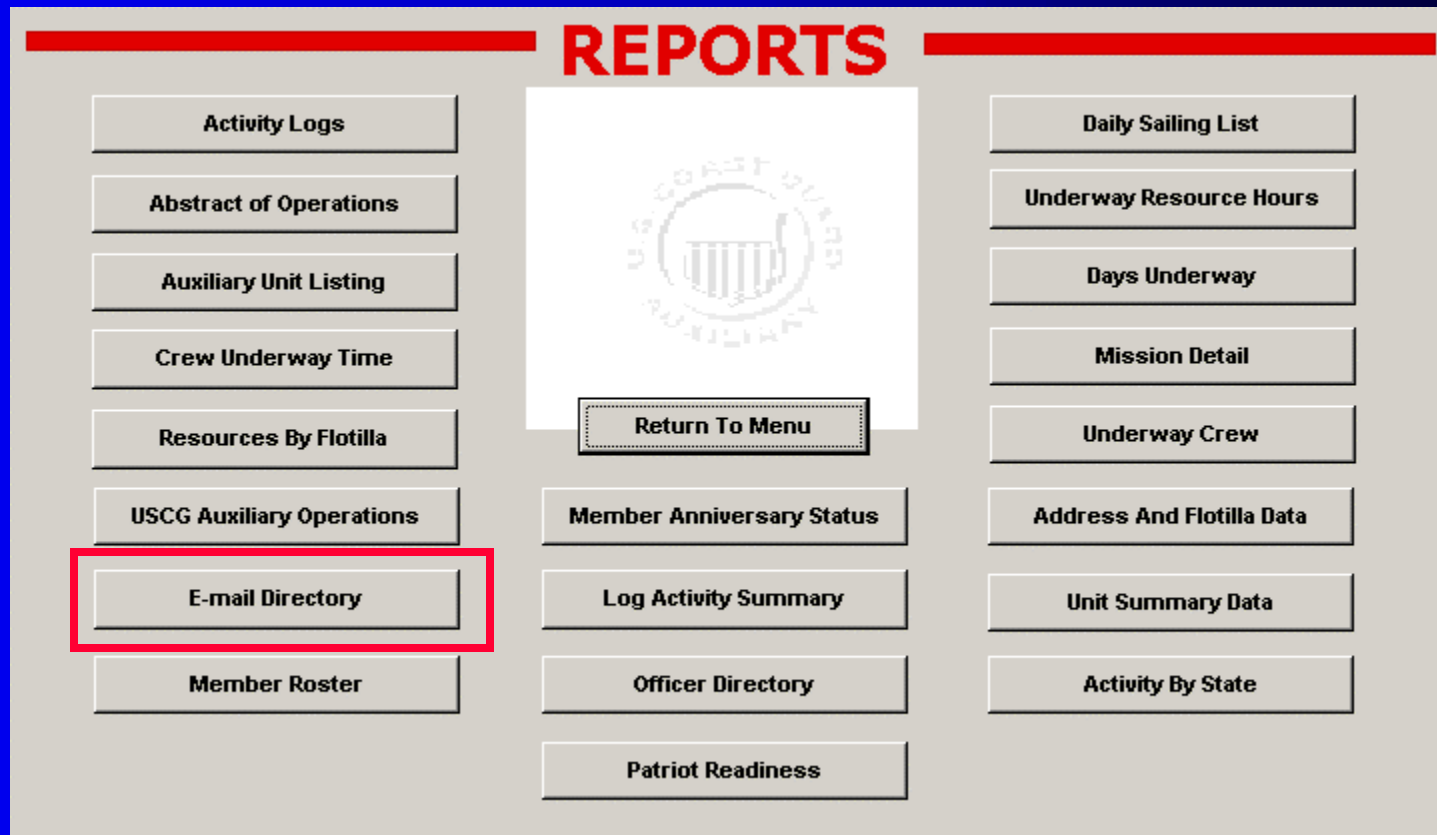 REPORTS
Activity Logs
Abstract of Operations
Auxiliary Unit Listing
Crew Underway Time
Resources By Flotilla
USCG Auxiliary Operations
E-mail Directory
Member Roster
U.S. COAST GUARD
AUXILIARY
Return To Menu
Member Anniversary Status
Log Activity Summary
Officer Directory
Patriot Readiness
Daily Sailing List
Underway Resource Hours
Days Underway
Mission Detail
Underway Crew
Address And Flotilla Data
Unit Summary Data
Activity By State